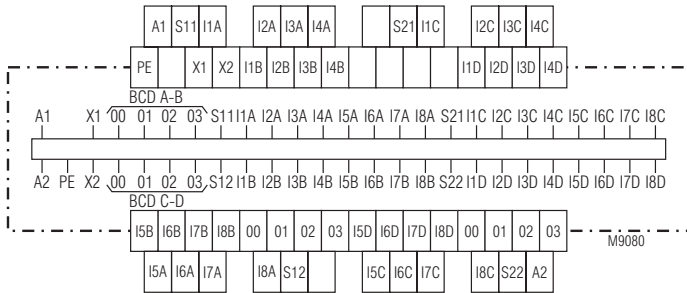 A1 S11 I1A I2A I3A I4A S21 I1C I2C I3C I4C
PE X1 X2 I1B I2B I3B I4B I1D I2D I3D I4D
BCD A-B
A1 X1 00 01 02 03 S11 I1A I2A I3A I4A I5A I6A I7A I8A S21 I1C I2C I3C I4C I5C I6C I7C I8C
A2 PE X2 00 01 02 03 S12 I1B I2B I3B I4B I5B I6B I7B I8B S22 I1D I2D I3D I4D I5D I6D I7D I8D
BCD C-D
I5B I6B I7B I8B 00 01 02 03 I5D I6D I7D I8D 00 01 02 03
M9080
I5A I6A I7A I8A S12 I5C I6C I7C I8C S22 A2